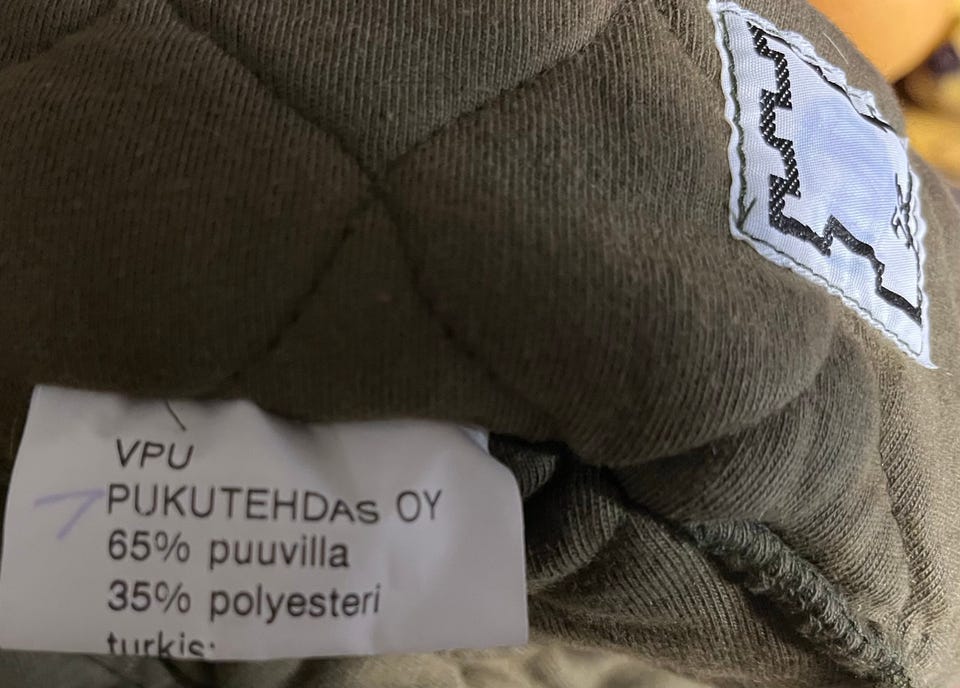 VPU
PUKUTEHDAS OY
65% puuvilla
35% polyesteri
turkis: